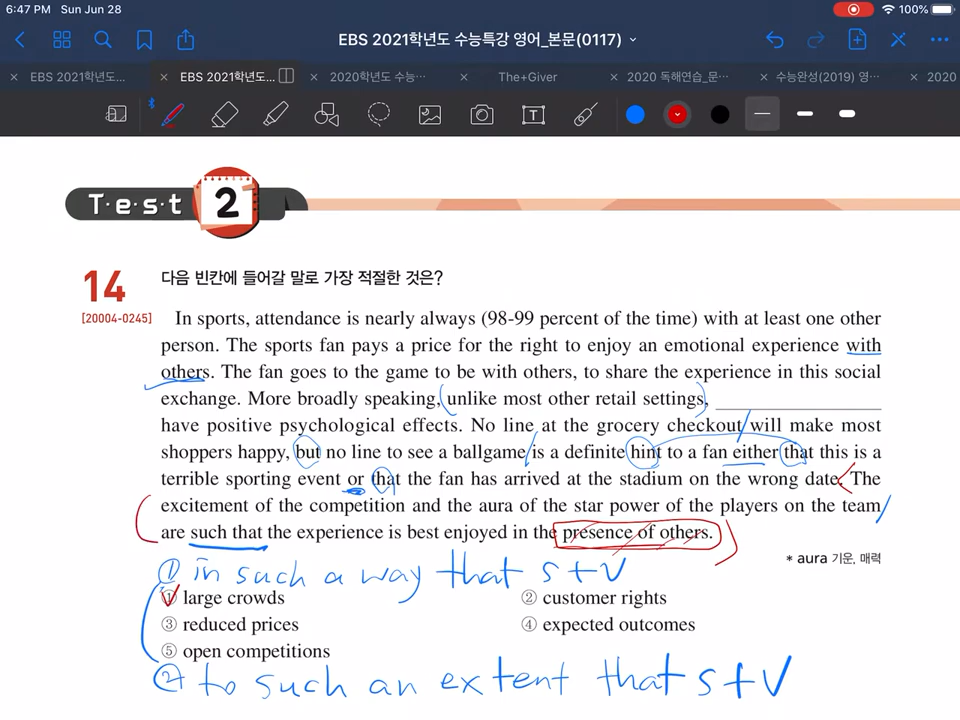 6:47 PM Sun Jun 28 100%
EBS 2021학년도 수능특강 영어_본문(0117)
EBS 2021학년도... EBS 2021학년도... 2020학년도 수능... The+Giver 2020 독해연습_문... 수능완성(2019) 영... 2020
T·e·s·t 2
14 다음 빈칸에 들어갈 말로 가장 적절한 것은?
[20004-0245] In sports, attendance is nearly always (98-99 percent of the time) with at least one other
person. The sports fan pays a price for the right to enjoy an emotional experience with
others. The fan goes to the game to be with others, to share the experience in this social
exchange. More broadly speaking, unlike most other retail settings, ____________________
have positive psychological effects. No line at the grocery checkout will make most
shoppers happy, but no line to see a ballgame is a definite hint to a fan either that this is a
terrible sporting event or that the fan has arrived at the stadium on the wrong date. The
excitement of the competition and the aura of the star power of the players on the team
are such that the experience is best enjoyed in the presence of others.
* aura 기운, 매력
① in such a way that S+V
① large crowds ② customer rights
③ reduced prices ④ expected outcomes
⑤ open competitions
② to such an extent that S+V